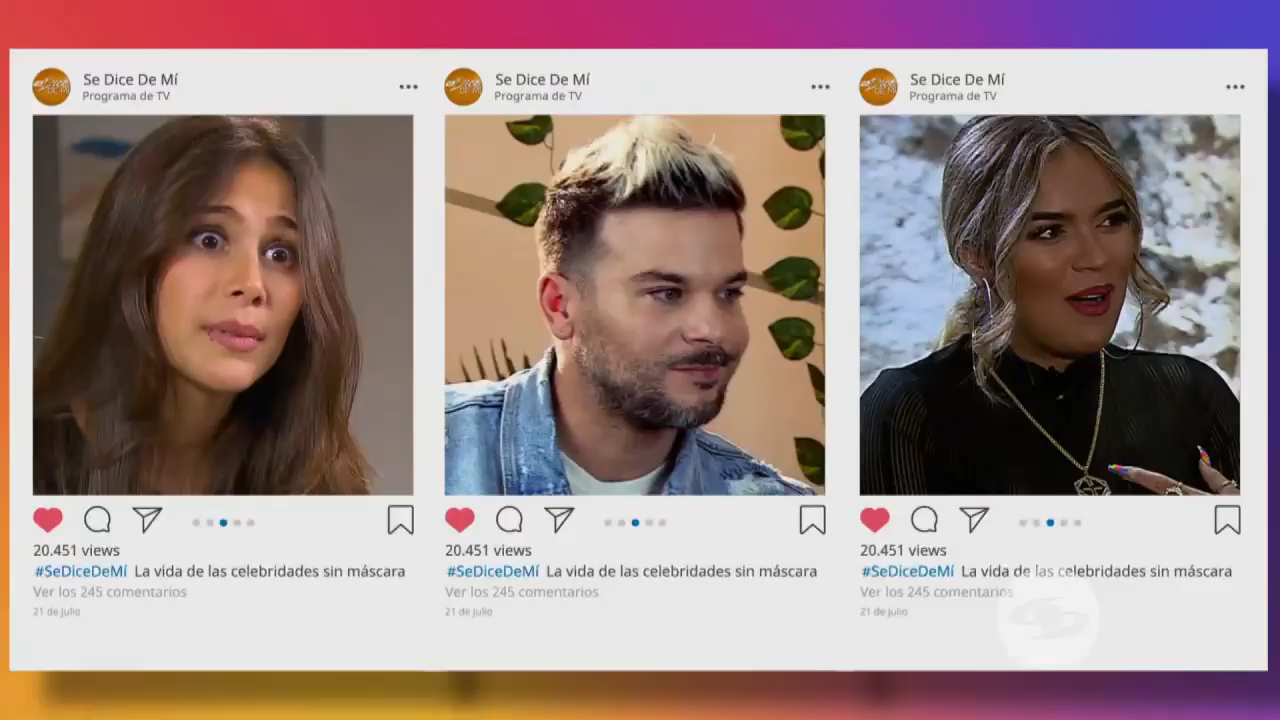 Se Dice De Mí
Programa de TV
20.451 views
#SeDiceDeMí La vida de las celebridades sin máscara
Ver los 245 comentarios
21 de julio
Se Dice De Mí
Programa de TV
20.451 views
#SeDiceDeMí La vida de las celebridades sin máscara
Ver los 245 comentarios
21 de julio
Se Dice De Mí
Programa de TV
20.451 views
#SeDiceDeMí La vida de las celebridades sin máscara
Ver los 245 comentarios
21 de julio